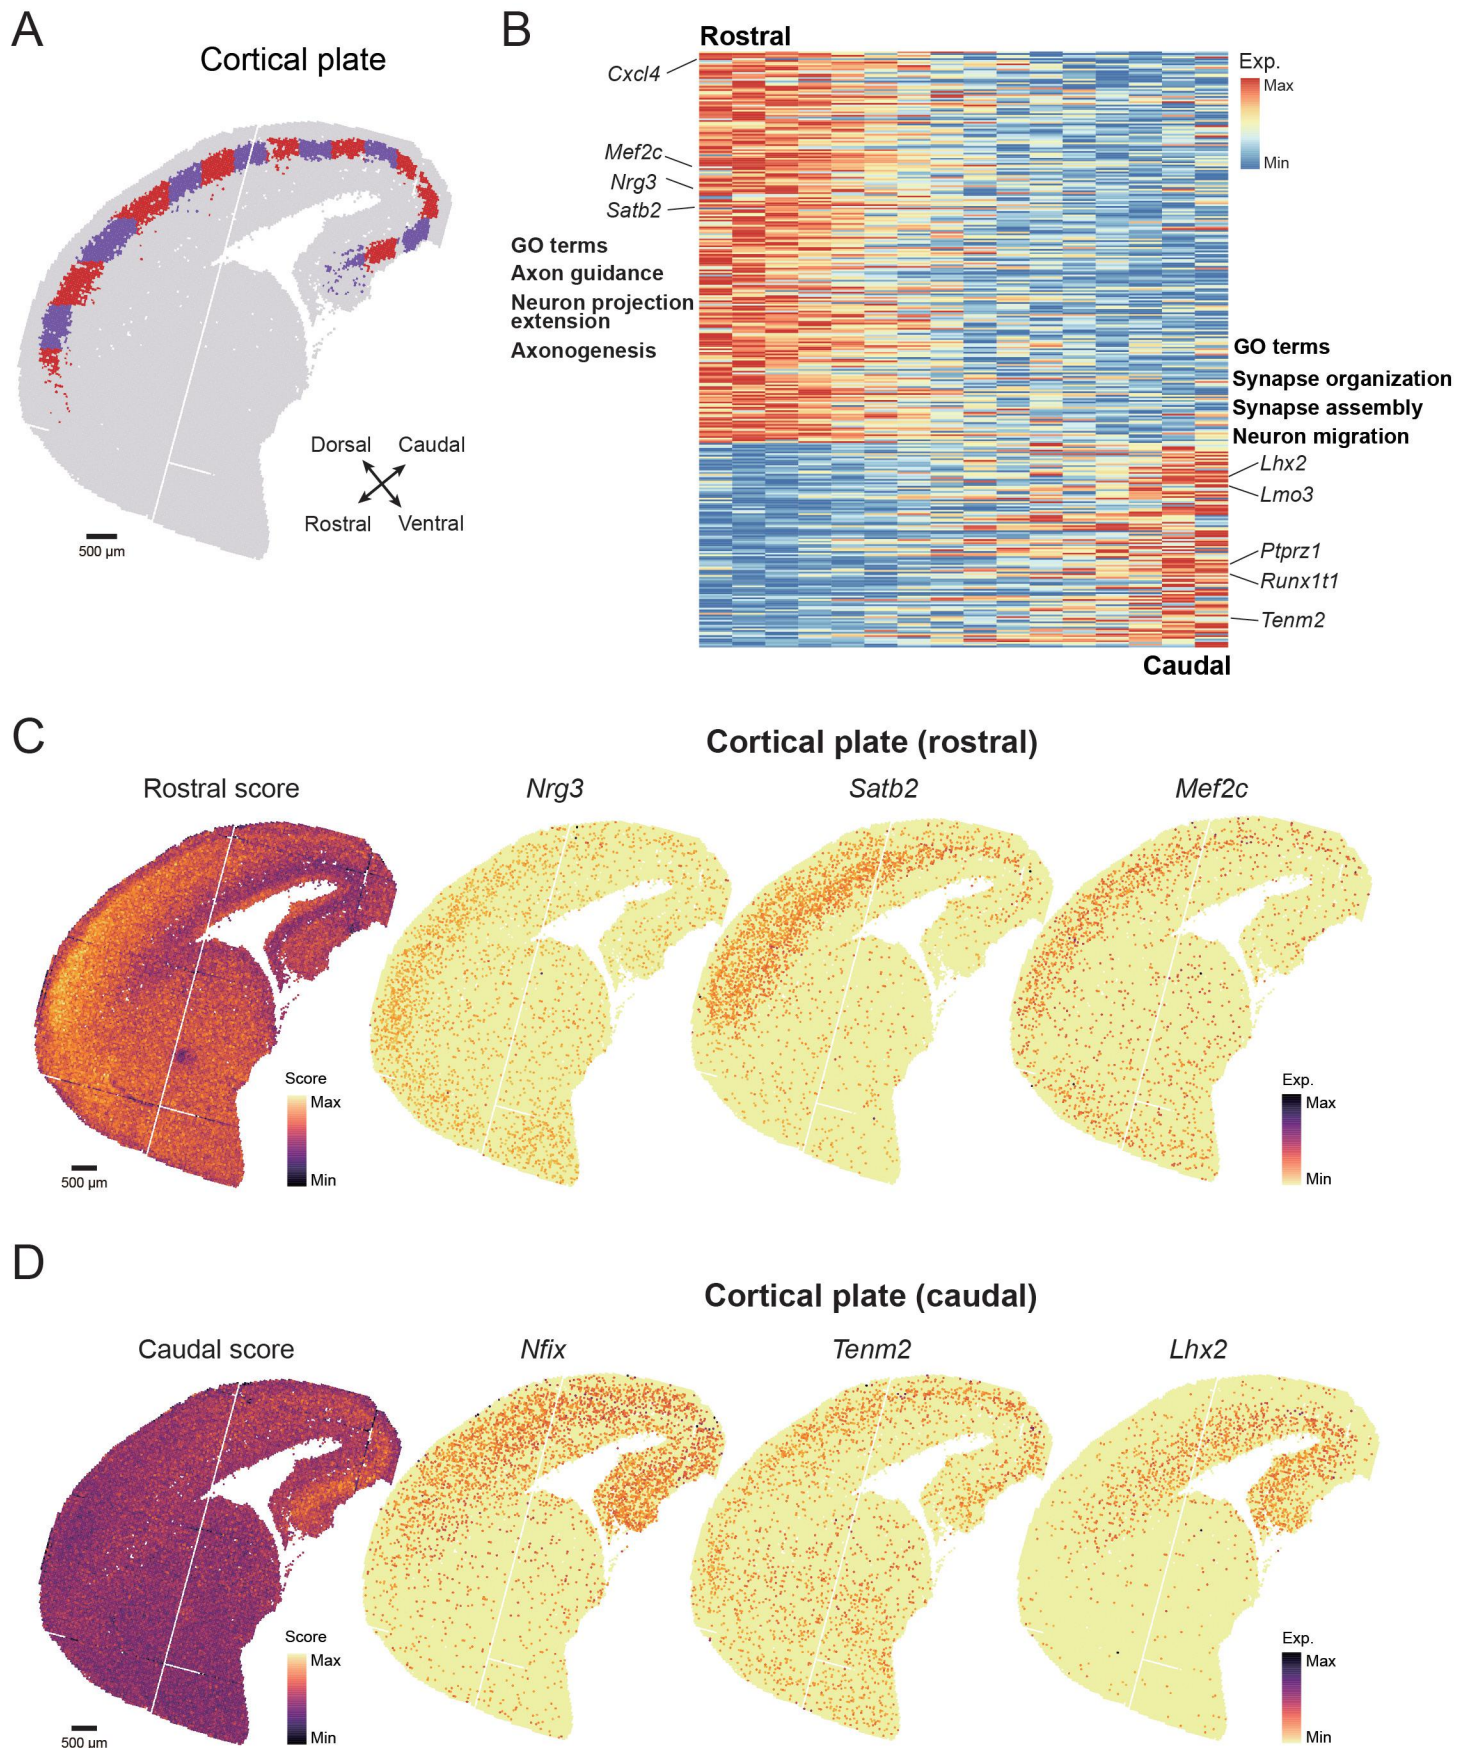 A
Cortical plate
Dorsal
Caudal
Rostral
Ventral
500 µm
B
Rostral
Cxcl4
Mef2c
Nrg3
Satb2
GO terms
Axon guidance
Neuron projection
extension
Axonogenesis
Exp.
Max
Min
GO terms
Synapse organization
Synapse assembly
Neuron migration
Lhx2
Lmo3
Ptprz1
Runx1t1
Tenm2
Caudal
C
Cortical plate (rostral)
Rostral score
Nrg3
Satb2
Mef2c
Score
Max
Min
500 µm
Exp.
Max
Min
D
Cortical plate (caudal)
Caudal score
Nfix
Tenm2
Lhx2
Score
Max
Min
500 µm
Exp.
Max
Min